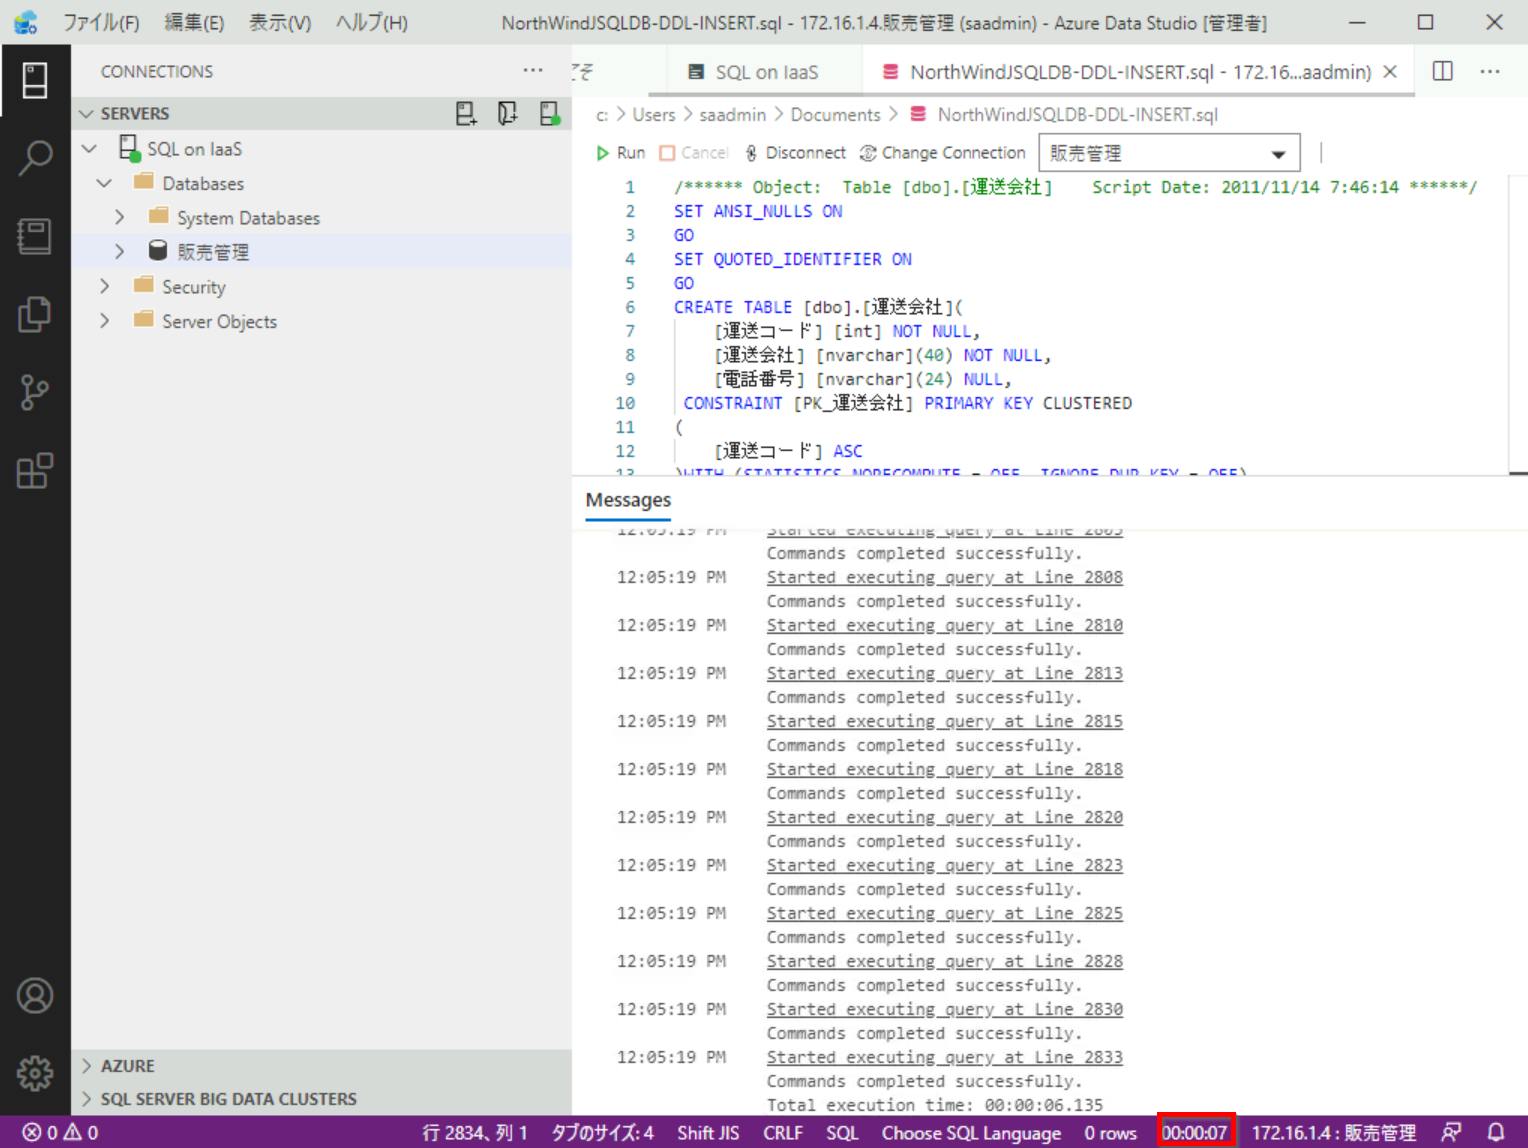 ファイル(F) 編集(E) 表示(V) ヘルプ(H) NorthWindJSQLDB-DDL-INSERT.sql - 172.16.1.4.販売管理 (saadmin) - Azure Data Studio [管理者]
CONNECTIONS
SERVERS
SQL on IaaS
Databases
System Databases
販売管理
Security
Server Objects
AZURE
SQL SERVER BIG DATA CLUSTERS
こそ SQL on IaaS NorthWindJSQLDB-DDL-INSERT.sql - 172.16...aadmin)
c: > Users > saadmin > Documents > NorthWindJSQLDB-DDL-INSERT.sql
Run Cancel Disconnect Change Connection 販売管理
1 /****** Object: Table [dbo].[運送会社] Script Date: 2011/11/14 7:46:14 ******/
2 SET ANSI_NULLS ON
3 GO
4 SET QUOTED_IDENTIFIER ON
5 GO
6 CREATE TABLE [dbo].[運送会社](
7 [運送コード] [int] NOT NULL,
8 [運送会社] [nvarchar](40) NOT NULL,
9 [電話番号] [nvarchar](24) NULL,
10 CONSTRAINT [PK_運送会社] PRIMARY KEY CLUSTERED
11 (
12 [運送コード] ASC
13 )WITH (STATISTICS_NORECOMPUTE = OFF, IGNORE_DUP_KEY = OFF)
Messages
12:05:19 PM Started executing query at Line 2805
Commands completed successfully.
12:05:19 PM Started executing query at Line 2808
Commands completed successfully.
12:05:19 PM Started executing query at Line 2810
Commands completed successfully.
12:05:19 PM Started executing query at Line 2813
Commands completed successfully.
12:05:19 PM Started executing query at Line 2815
Commands completed successfully.
12:05:19 PM Started executing query at Line 2818
Commands completed successfully.
12:05:19 PM Started executing query at Line 2820
Commands completed successfully.
12:05:19 PM Started executing query at Line 2823
Commands completed successfully.
12:05:19 PM Started executing query at Line 2825
Commands completed successfully.
12:05:19 PM Started executing query at Line 2828
Commands completed successfully.
12:05:19 PM Started executing query at Line 2830
Commands completed successfully.
12:05:19 PM Started executing query at Line 2833
Commands completed successfully.
Total execution time: 00:00:06.135
0 0 行 2834、列 1 タブのサイズ: 4 Shift JIS CRLF SQL Choose SQL Language 0 rows 00:00:07 172.16.1.4 : 販売管理